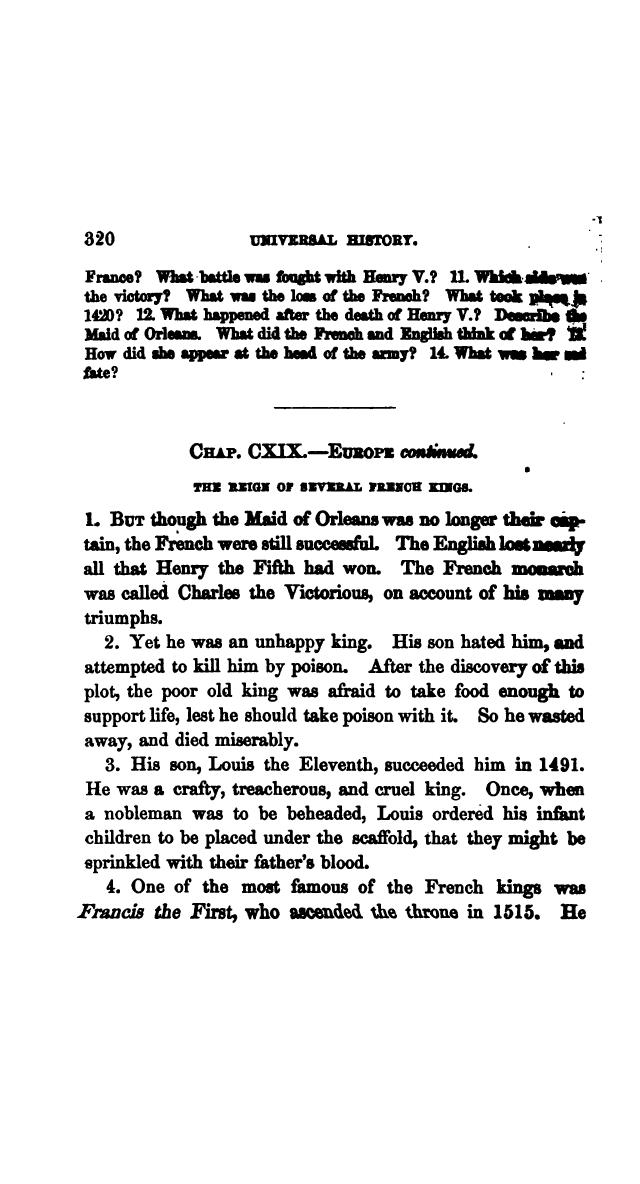 320 UNIVERSAL HISTORY.
France? What battle was fought with Henry V.? 11. Which side was
the victory? What was the loss of the French? What took place in
1420? 12. What happened after the death of Henry V.? Describe the
Maid of Orleans. What did the French and English think of her? 13.
How did she appear at the head of the army? 14. What was her sad
fate?
CHAP. CXIX.—EUROPE continued.
THE REIGN OF SEVERAL FRENCH KINGS.
1. BUT though the Maid of Orleans was no longer their cap-
tain, the French were still successful. The English lost nearly
all that Henry the Fifth had won. The French monarch
was called Charles the Victorious, on account of his many
triumphs.
2. Yet he was an unhappy king. His son hated him, and
attempted to kill him by poison. After the discovery of this
plot, the poor old king was afraid to take food enough to
support life, lest he should take poison with it. So he wasted
away, and died miserably.
3. His son, Louis the Eleventh, succeeded him in 1491.
He was a crafty, treacherous, and cruel king. Once, when
a nobleman was to be beheaded, Louis ordered his infant
children to be placed under the scaffold, that they might be
sprinkled with their father's blood.
4. One of the most famous of the French kings was
Francis the First, who ascended the throne in 1515. He